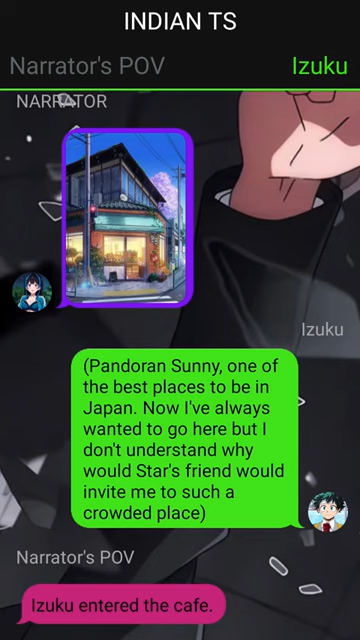 INDIAN TS
Narrator's POV
Izuku
NARRATOR
Izuku
(Pandoran Sunny, one of
the best places to be in
Japan. Now I've always
wanted to go here but I
don't understand why
would Star's friend would
invite me to such a
crowded place)
Narrator's POV
Izuku entered the cafe.